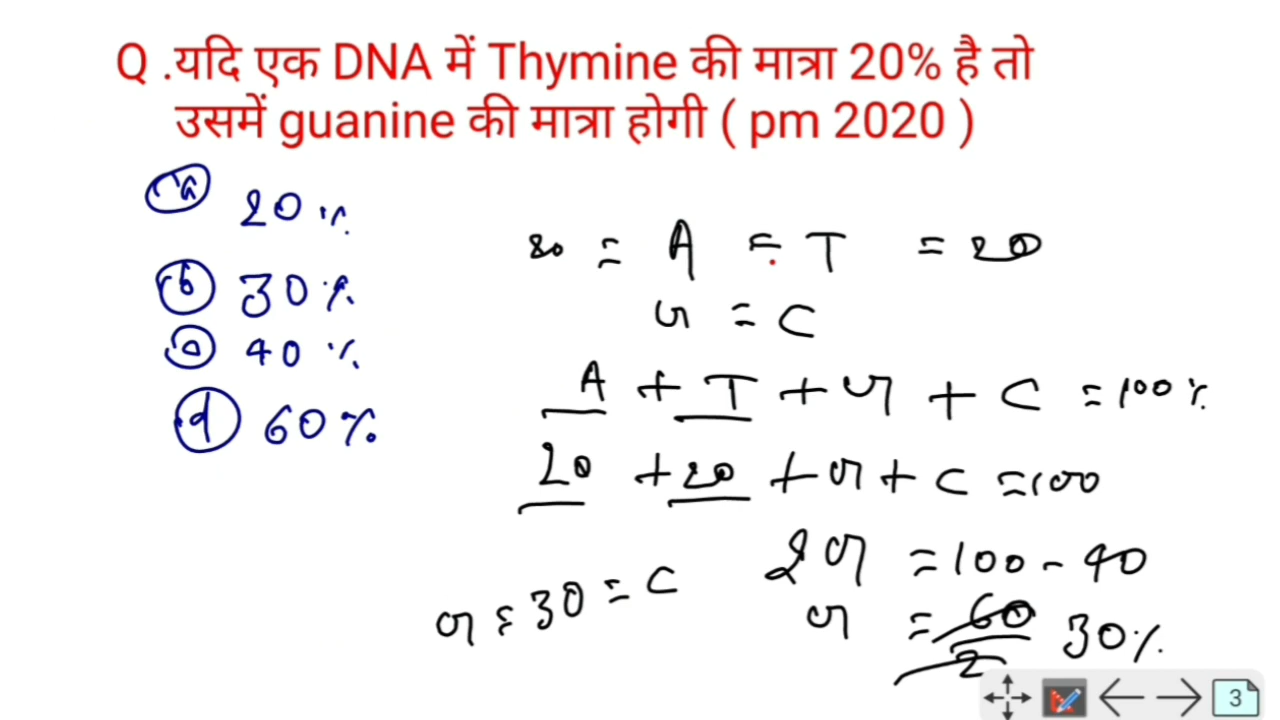 Q .यदि एक DNA में Thymine की मात्रा 20% है तो
उसमें guanine की मात्रा होगी ( pm 2020 )
a 20%
b 30%
c 40%
d 60%
20 = A = T = 20
G = C
A + T + G + C = 100%
20 + 20 + G + C = 100
2G = 100 - 40
G = 60/2 30%
G = 30 = C
3